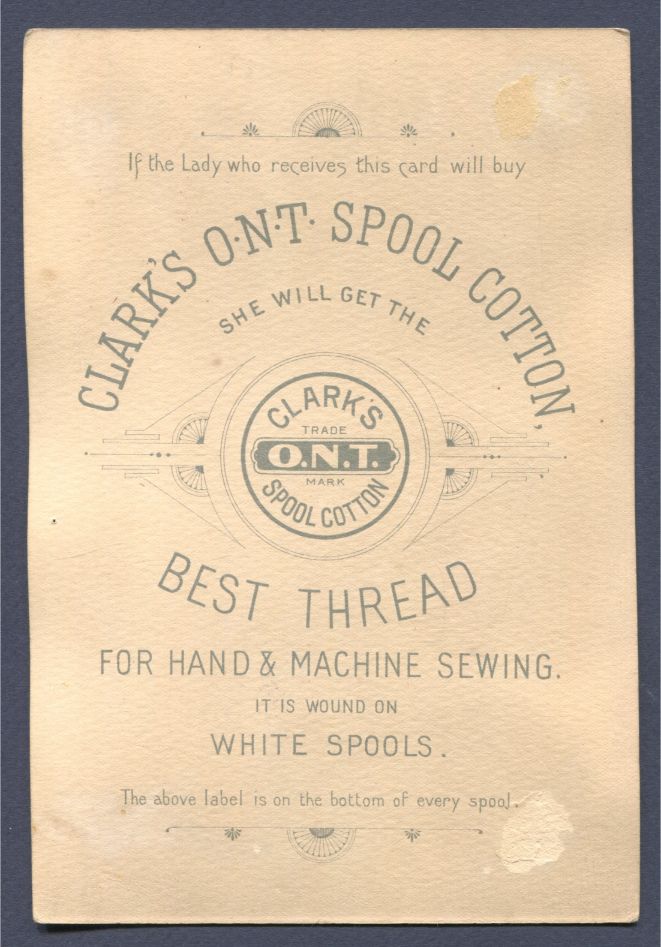 If the Lady who receives this card will buy
CLARK'S O·N·T· SPOOL COTTON,
SHE WILL GET THE
CLARK'S
TRADE
O.N.T.
MARK
SPOOL COTTON
BEST THREAD
FOR HAND & MACHINE SEWING.
IT IS WOUND ON
WHITE SPOOLS.
The above label is on the bottom of every spool.